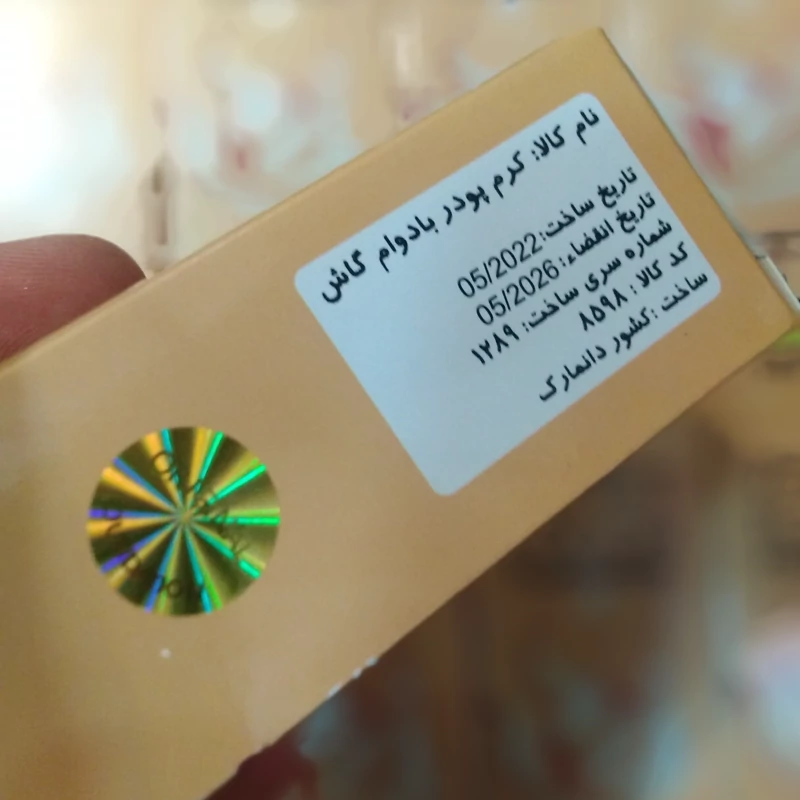 نام کالا: کرم پودر بادوام گاش
تاریخ ساخت: 05/2022
تاریخ انقضاء: 05/2026
شماره سری ساخت: ۱۲۸۹
کد کالا: ۸۵۹۸
ساخت: کشور دانمارک